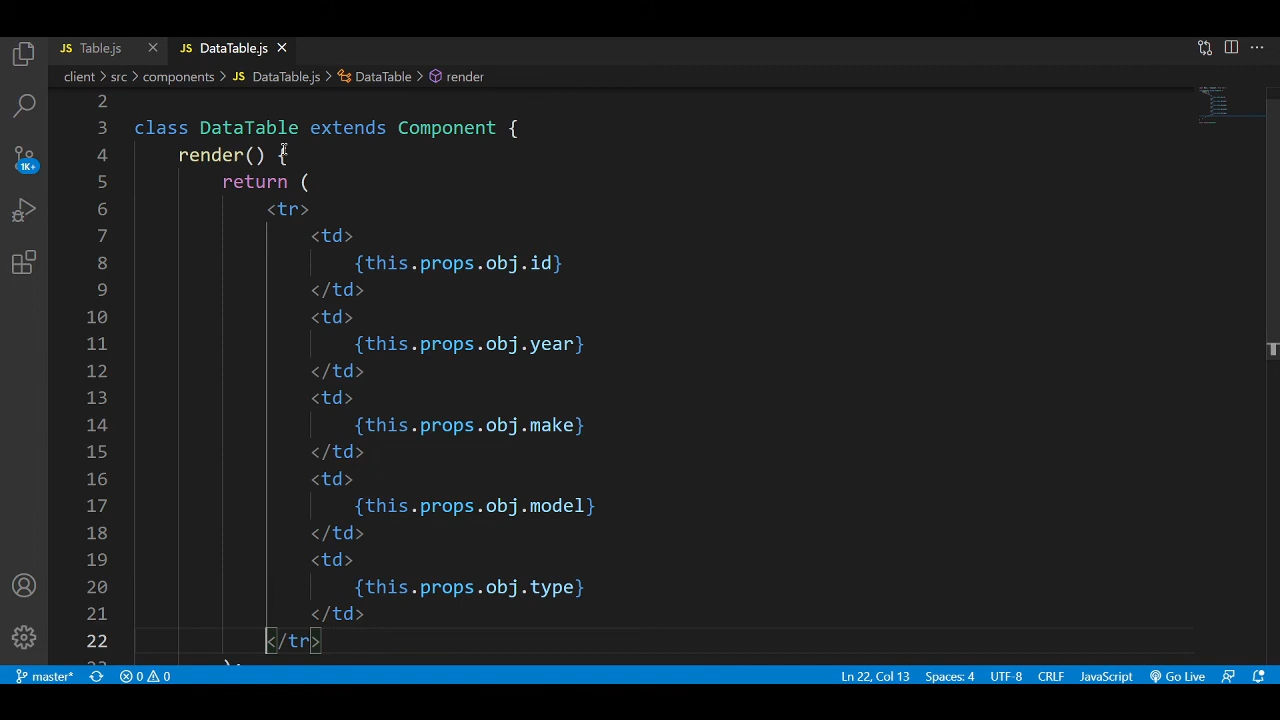 JS Table.js
JS DataTable.js
client > src > components > JS DataTable.js > DataTable > render
2
3 class DataTable extends Component {
4 render() {
5 return (
6 <tr>
7 <td>
8 {this.props.obj.id}
9 </td>
10 <td>
11 {this.props.obj.year}
12 </td>
13 <td>
14 {this.props.obj.make}
15 </td>
16 <td>
17 {this.props.obj.model}
18 </td>
19 <td>
20 {this.props.obj.type}
21 </td>
22 </tr>
23 );
1K+
master* 0 0 Ln 22, Col 13 Spaces: 4 UTF-8 CRLF JavaScript Go Live